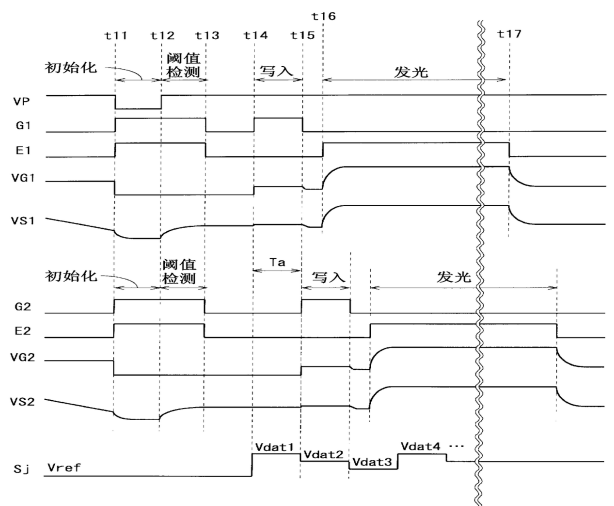 t11 t12 t13 t14 t15 t16 t17
初始化 阈值检测 写入 发光
VP
G1
E1
VG1
VS1
初始化 阈值检测 Ta 写入 发光
G2
E2
VG2
VS2
Sj Vref Vdat1 Vdat2 Vdat3 Vdat4 ···